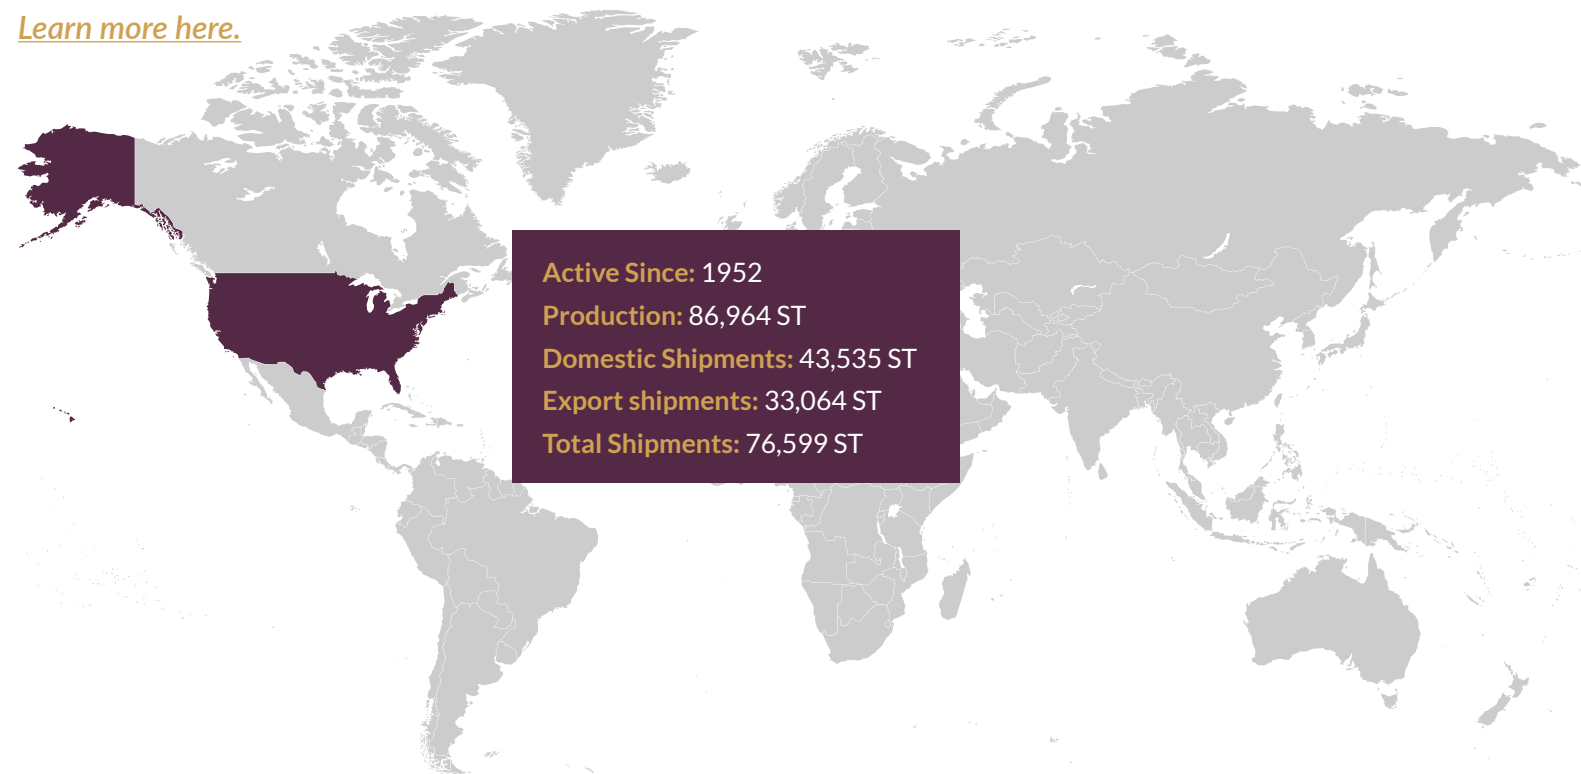 Learn more here.
Active Since: 1952
Production: 86,964 ST
Domestic Shipments: 43,535 ST
Export shipments: 33,064 ST
Total Shipments: 76,599 ST